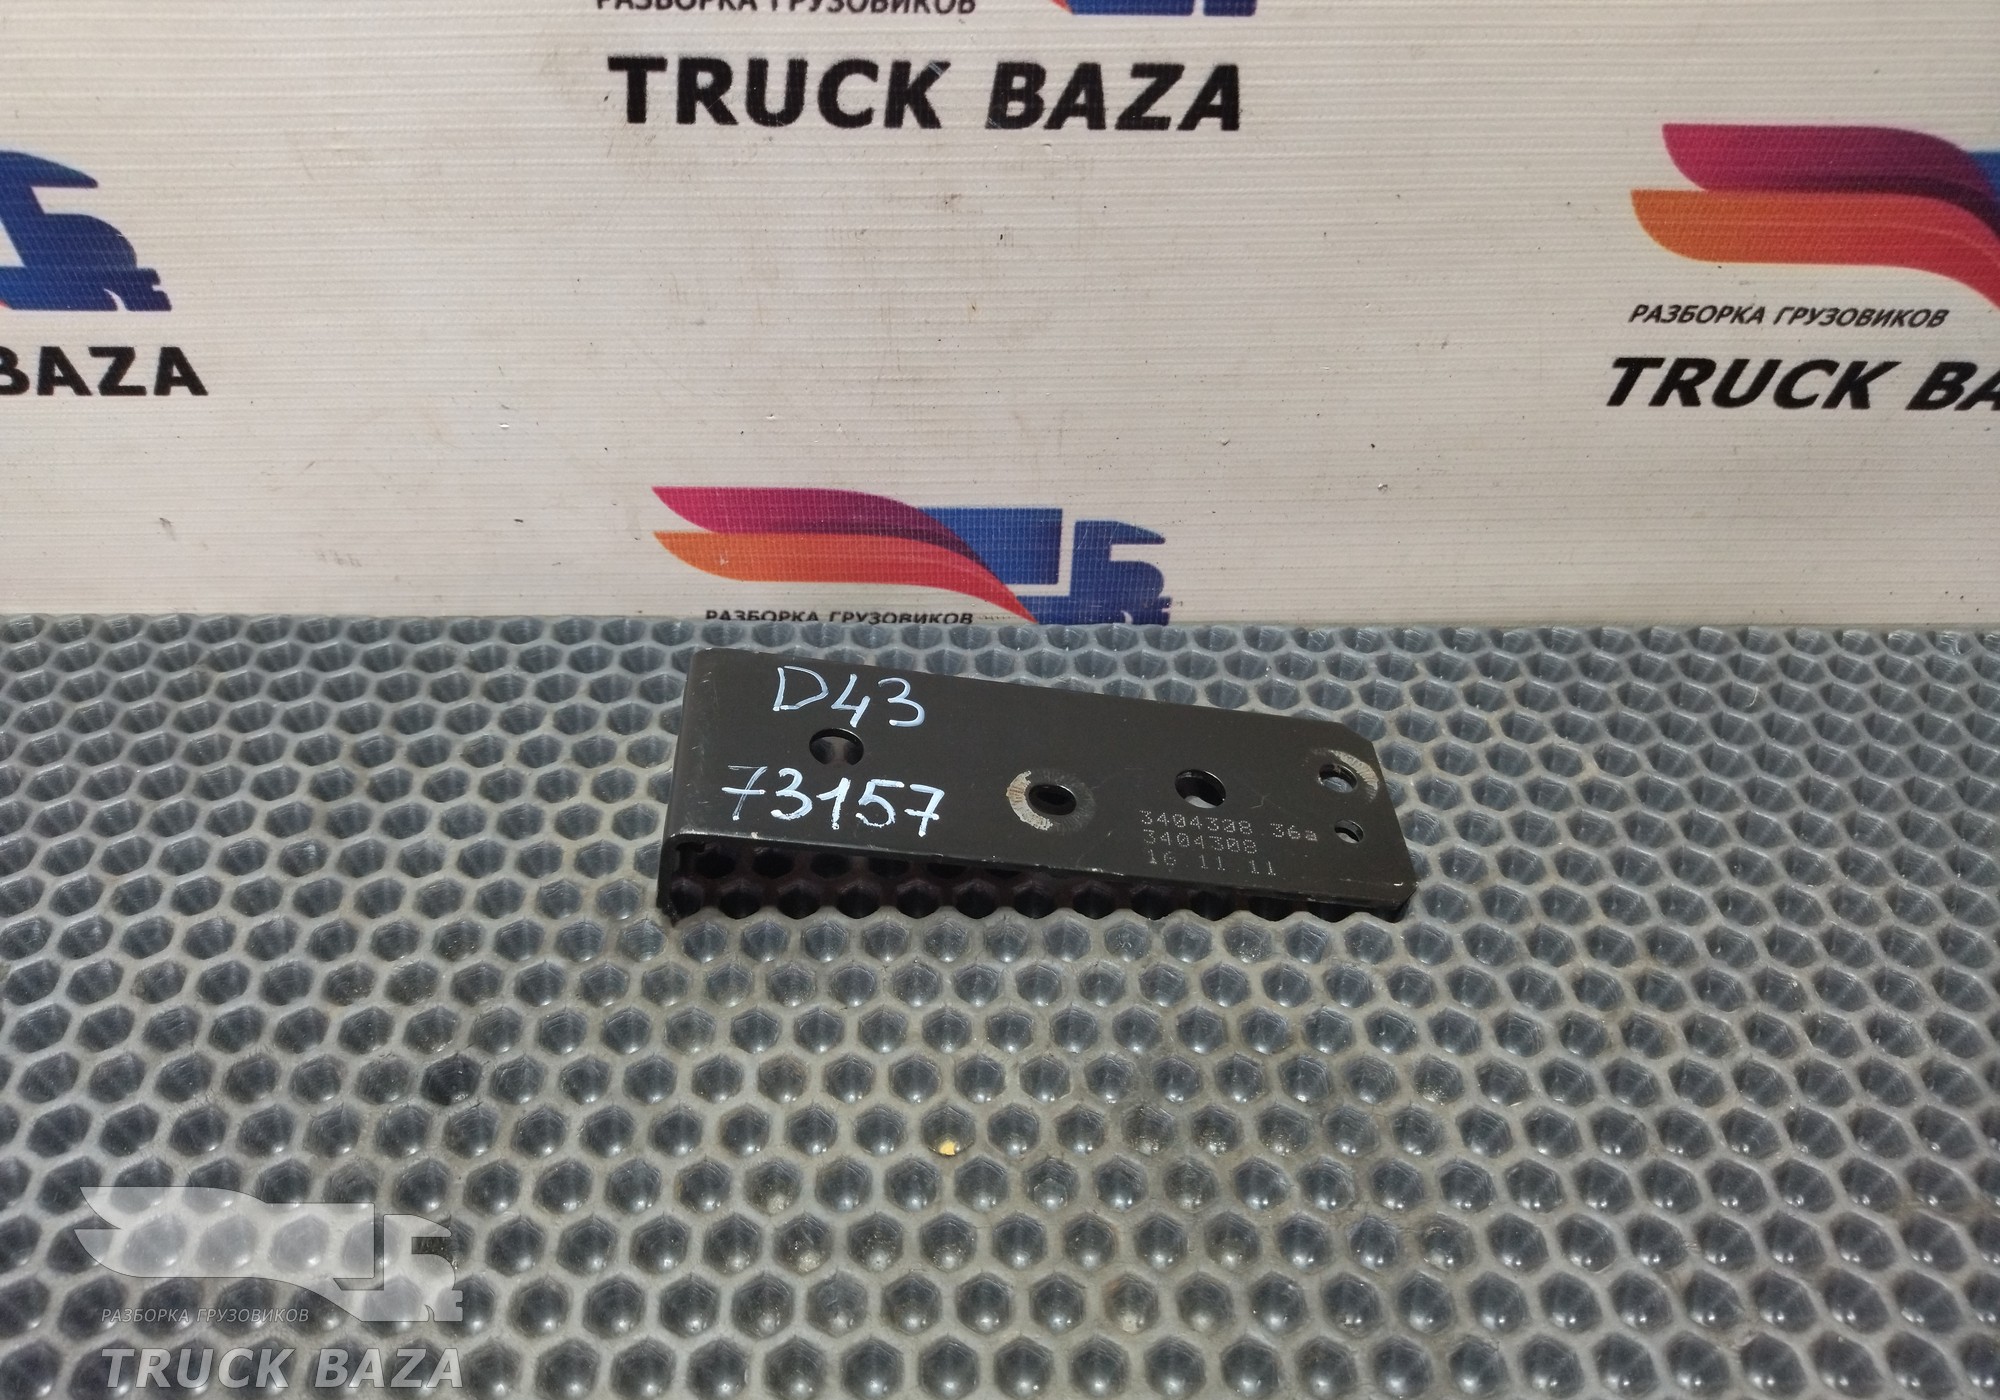 РАЗБОРКА ГРУЗОВИКОВ
TRUCK BAZA
BAZA
РАЗБОРКА ГРУЗОВИКОВ
TRUCK BA
РАЗБОРКА ГРУЗОВИКОВ
D43
73157
3404308 36a
3404308
16 11 11
РАЗБОРКА ГРУЗОВИКОВ
TRUCK BAZA